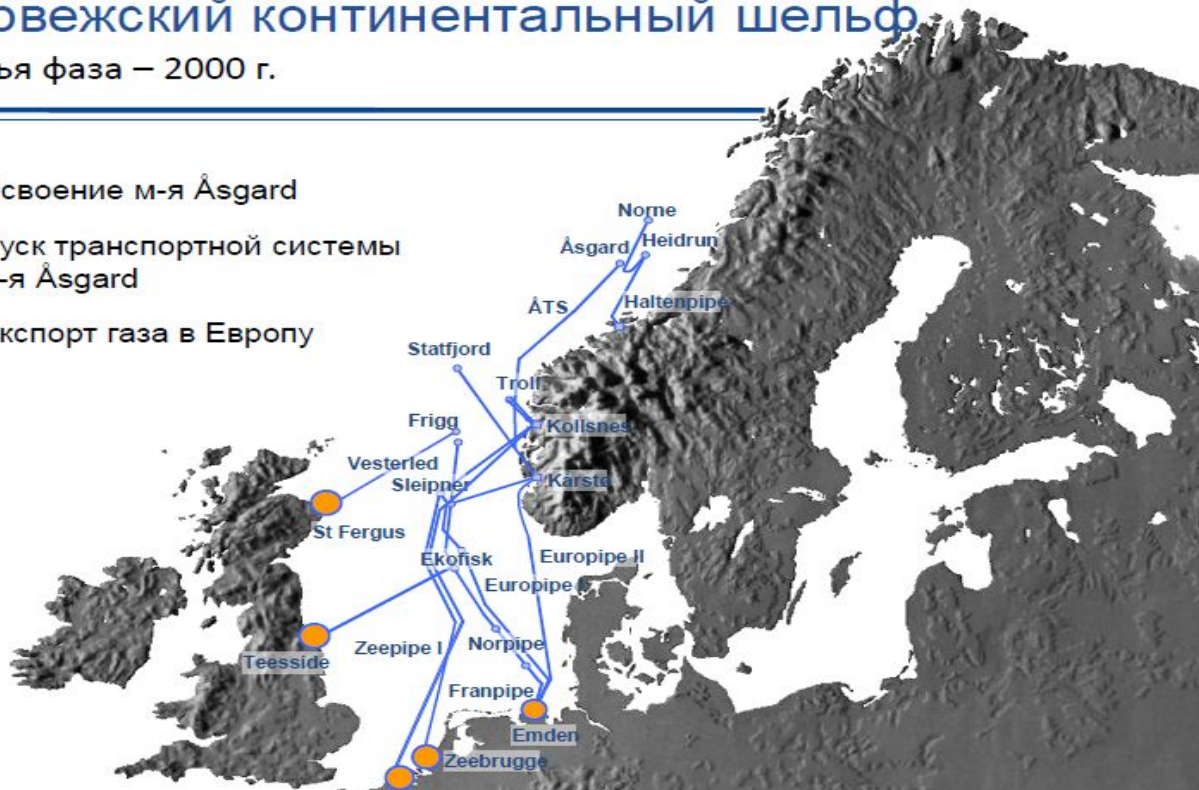 овежский континентальный шельф
ья фаза – 2000 г.
своение м-я Åsgard
уск транспортной системы
-я Åsgard
кспорт газа в Европу
Norne
Åsgard
Heidrun
ÅTS
Haltenpipe
Statfjord
Troll
Frigg
Kollsnes
Vesterled
Sleipner
Karstø
St Fergus
Ekofisk
Europipe II
Europipe I
Teesside
Zeepipe I
Norpipe
Franpipe
Emden
Zeebrugge